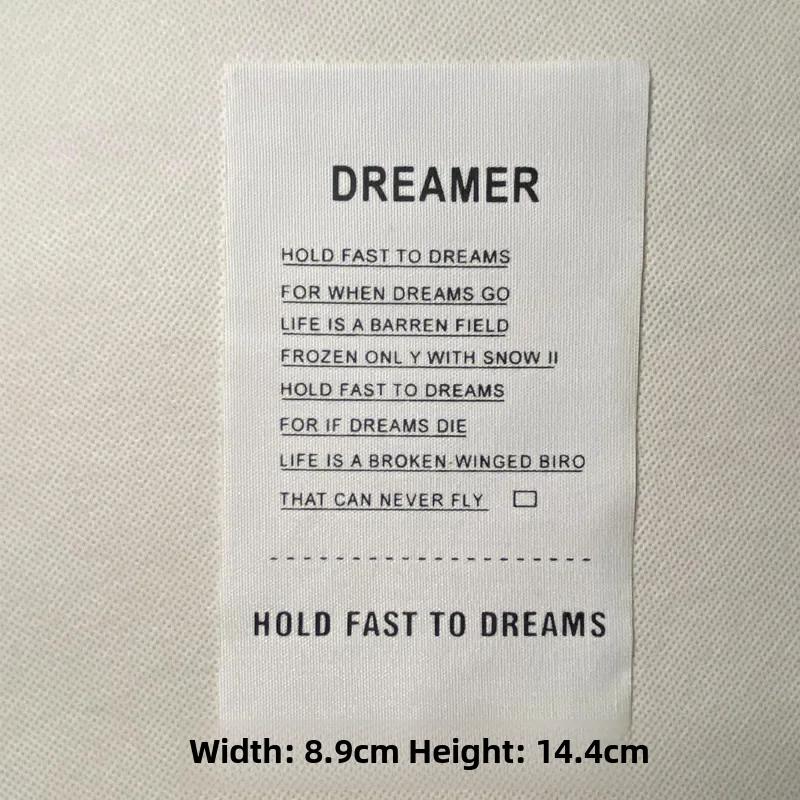 DREAMER
HOLD FAST TO DREAMS
FOR WHEN DREAMS GO
LIFE IS A BARREN FIELD
FROZEN ONL Y WITH SNOW II
HOLD FAST TO DREAMS
FOR IF DREAMS DIE
LIFE IS A BROKEN-WINGED BIRO
THAT CAN NEVER FLY
HOLD FAST TO DREAMS
Width: 8.9cm Height: 14.4cm